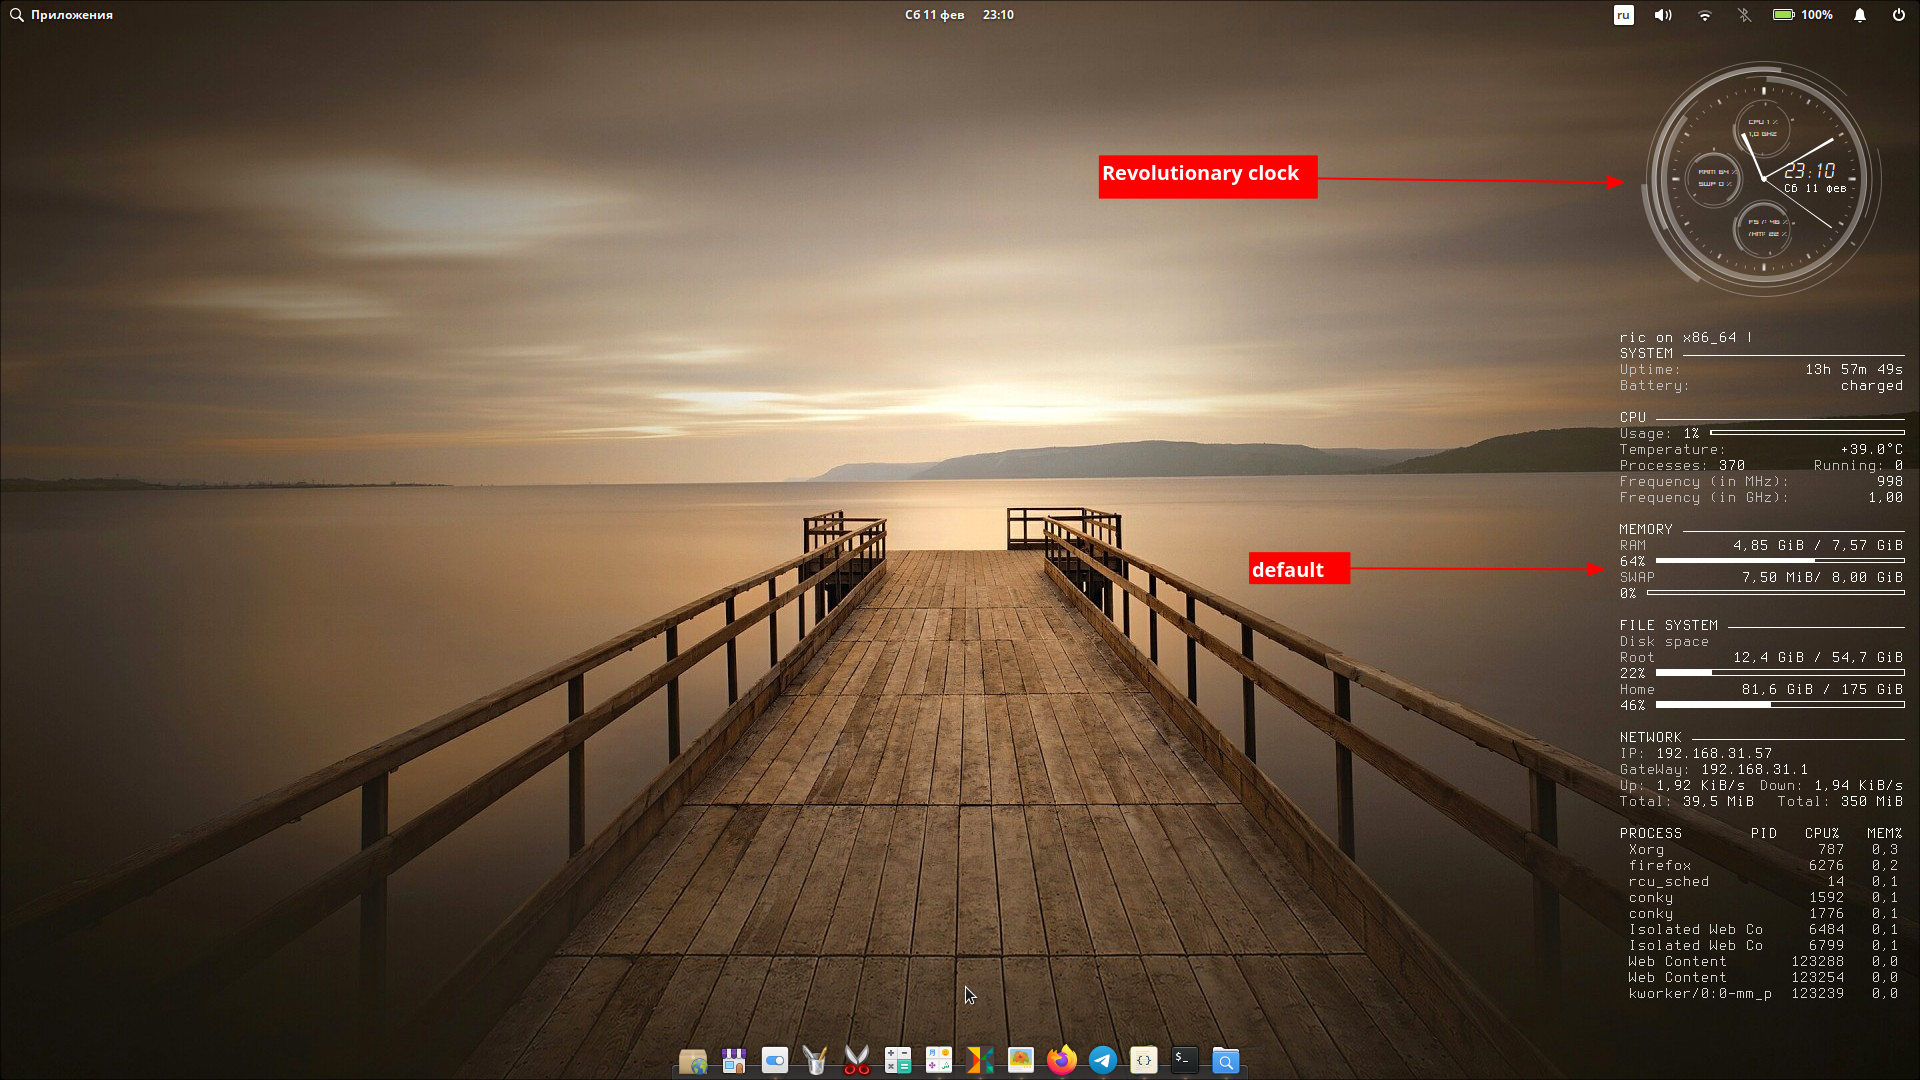 Приложения
Сб 11 фев 23:10
ru
100%
Revolutionary clock
CPU 1 %
1,0 GHZ
RAM 64 %
SWP 0 %
23:10
Сб 11 фев
FS /: 46 %
/HM: 22 %
ric on x86_64 |
SYSTEM
Uptime: 13h 57m 49s
Battery: charged
CPU
Usage: 1%
Temperature: +39.0°C
Processes: 370 Running: 0
Frequency (in MHz): 998
Frequency (in GHz): 1,00
default
MEMORY
RAM 4,85 GiB / 7,57 GiB
64%
SWAP 7,50 MiB/ 8,00 GiB
0%
FILE SYSTEM
Disk space
Root 12,4 GiB / 54,7 GiB
22%
Home 81,6 GiB / 175 GiB
46%
NETWORK
IP: 192.168.31.57
GateWay: 192.168.31.1
Up: 1,92 KiB/s Down: 1,94 KiB/s
Total: 39,5 MiB Total: 350 MiB
PROCESS PID CPU% MEM%
Xorg 787 0,3
firefox 6276 0,2
rcu_sched 14 0,1
conky 1592 0,1
conky 1776 0,1
Isolated Web Co 6484 0,1
Isolated Web Co 6799 0,1
Web Content 123288 0,0
Web Content 123254 0,0
kworker/0:0-mm_p 123239 0,0